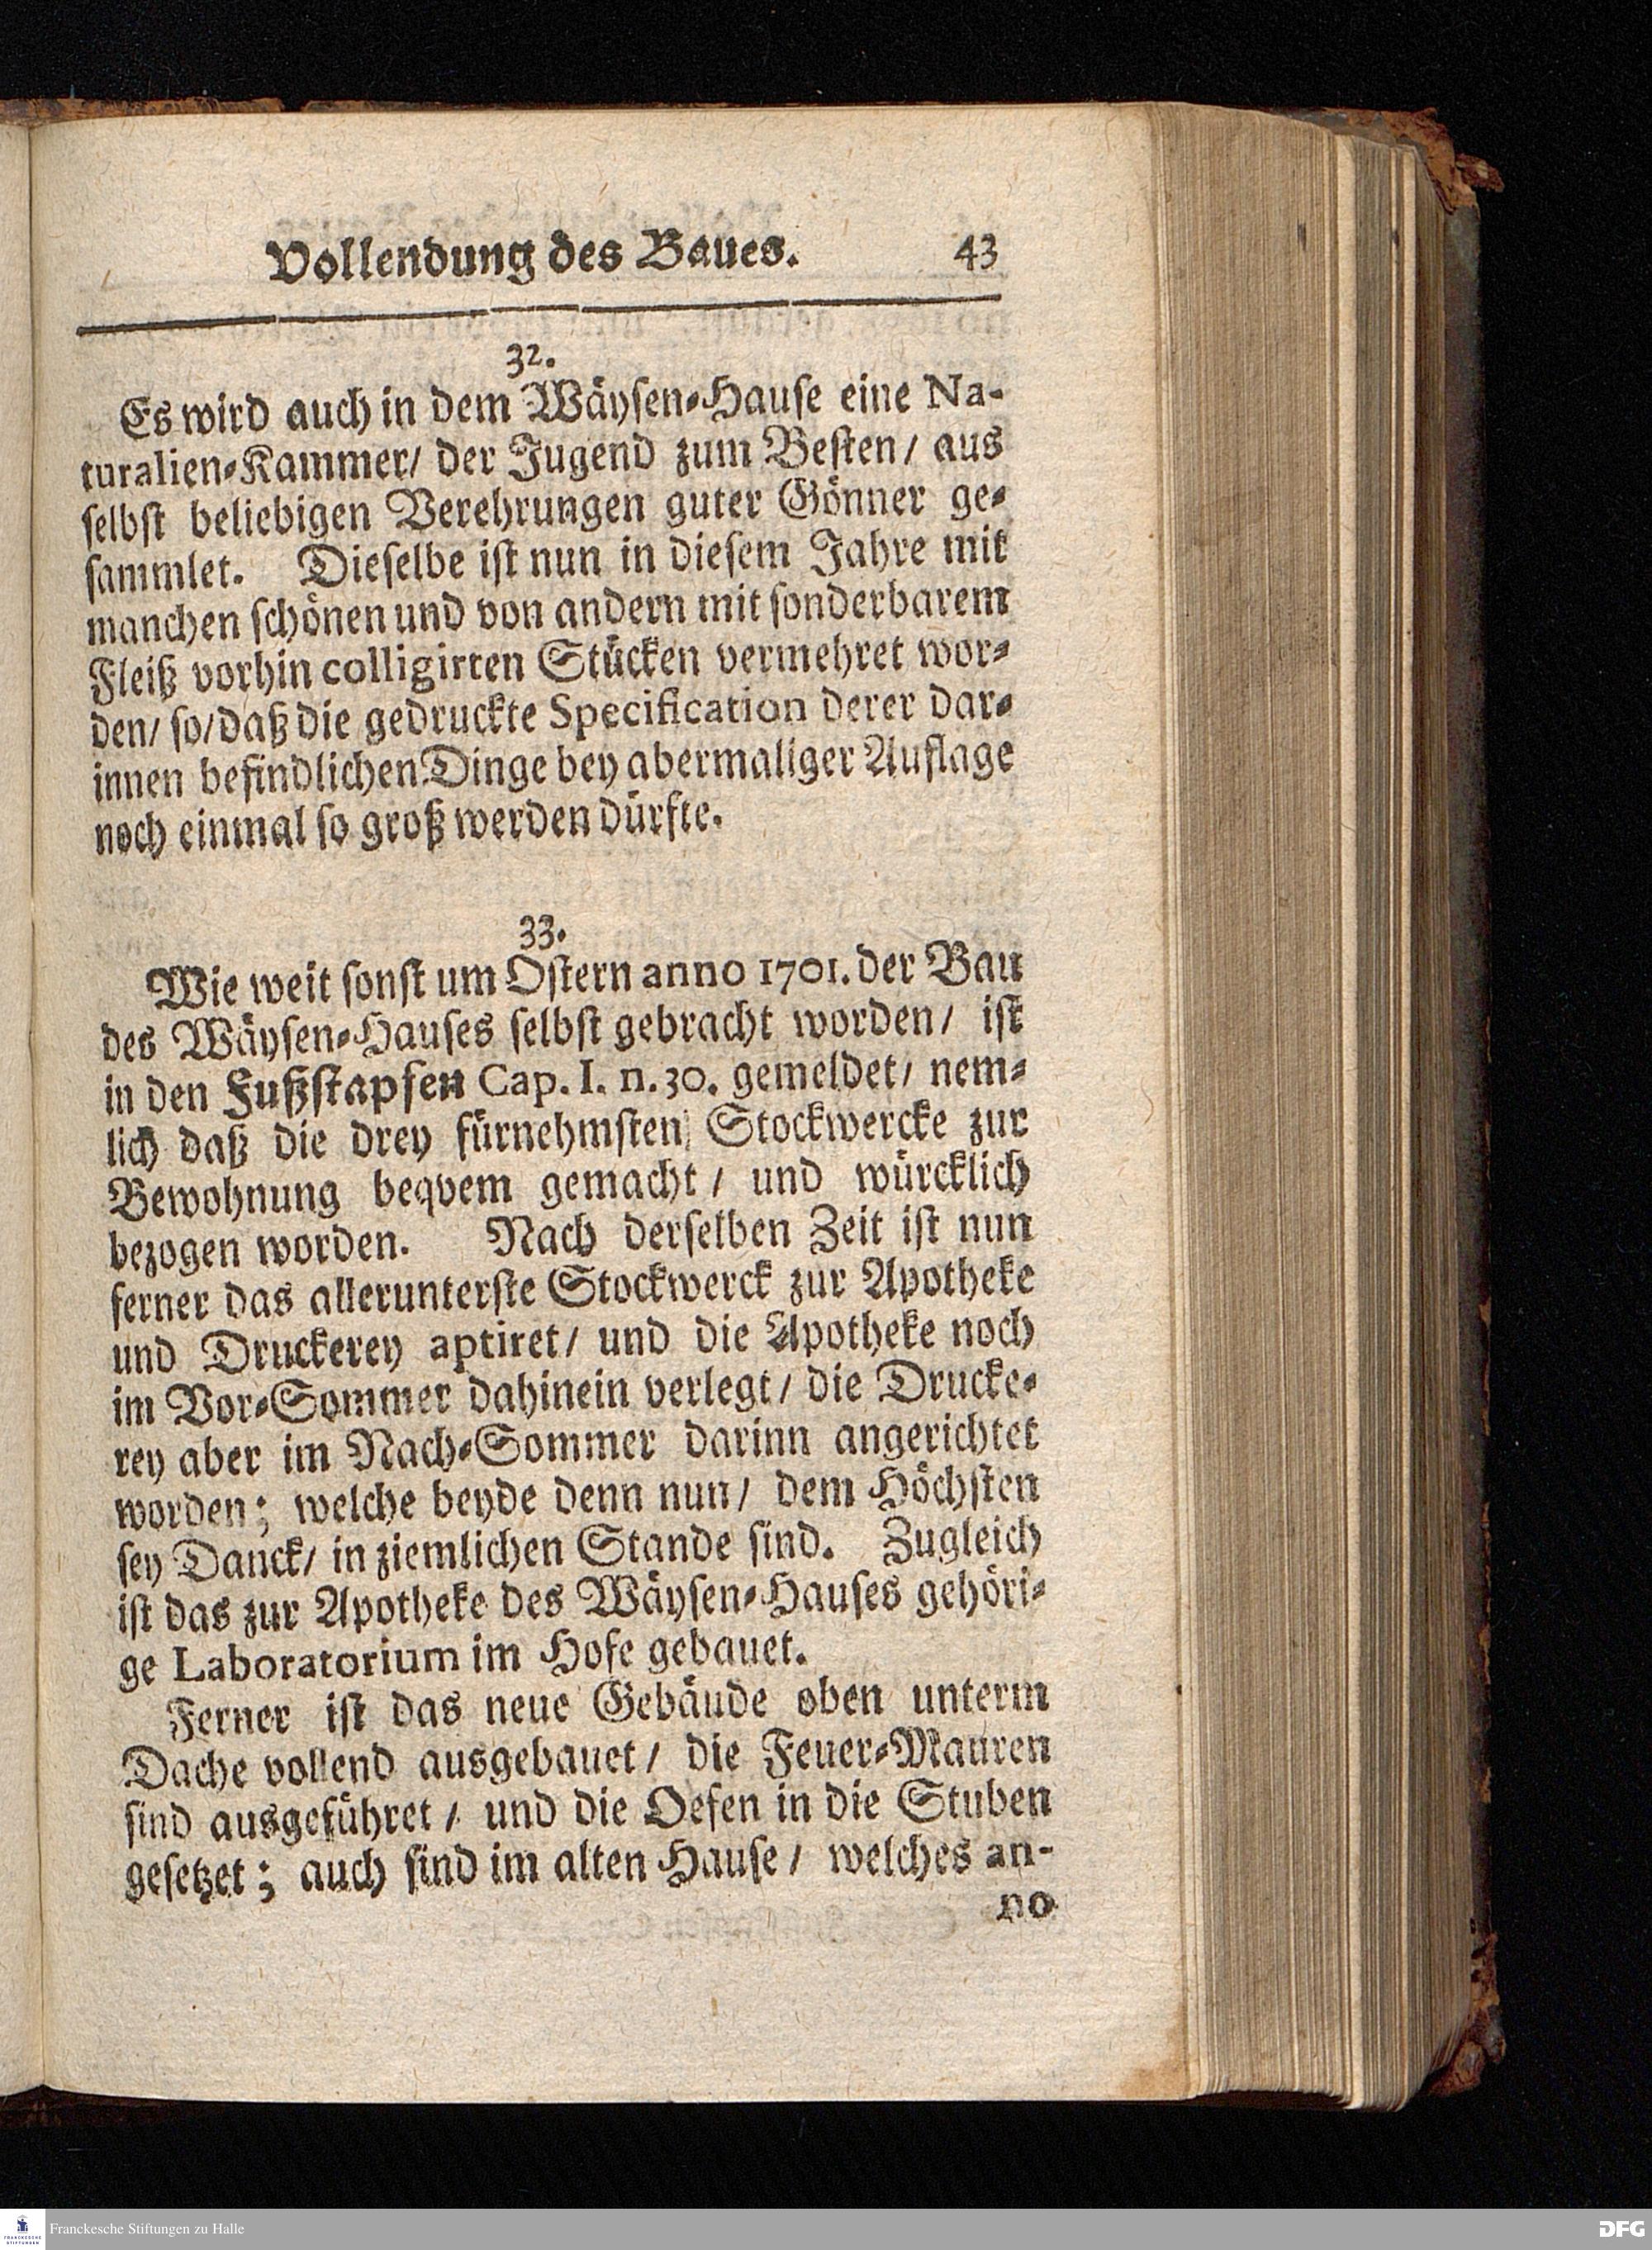 Vollendung des Baues. 43
32.
Es wird auch in dem Wäysen-Hause eine Na-
turalien-Kammer/ der Jugend zum Besten/ aus
selbst beliebigen Verehrungen guter Gönner ge-
sammlet. Dieselbe ist nun in diesem Jahre mit
manchen schönen und von andern mit sonderbarem
Fleiß vorhin colligirten Stücken vermehret wor-
den/ so/ daß die gedruckte Specification derer dar-
innen befindlichen Dinge bey abermaliger Auflage
noch einmal so groß werden dürfte.
33.
Wie weit sonst um Ostern anno 1701. der Bau
des Wäysen-Hauses selbst gebracht worden/ ist
in den Fußstapfen Cap. I. n. 30. gemeldet/ nem-
lich daß die drey fürnehmsten Stockwercke zur
Bewohnung beqvem gemacht/ und würcklich
bezogen worden. Nach derselben Zeit ist nun
ferner das allerunterste Stockwerck zur Apotheke
und Druckerey aptiret/ und die Apotheke noch
im Vor-Sommer dahinein verlegt/ die Drucke-
rey aber im Nach-Sommer darinn angerichtet
worden; welche beyde denn nun/ dem Höchsten
sey Danck/ in ziemlichen Stande sind. Zugleich
ist das zur Apotheke des Wäysen-Hauses gehöri-
ge Laboratorium im Hofe gebauet.
Ferner ist das neue Gebäude oben unterm
Dache vollend ausgebauet/ die Feuer-Mauren
sind ausgeführet/ und die Oefen in die Stuben
gesetzet; auch sind im alten Hause/ welches an-
no
Franckesche Stiftungen zu Halle
DFG